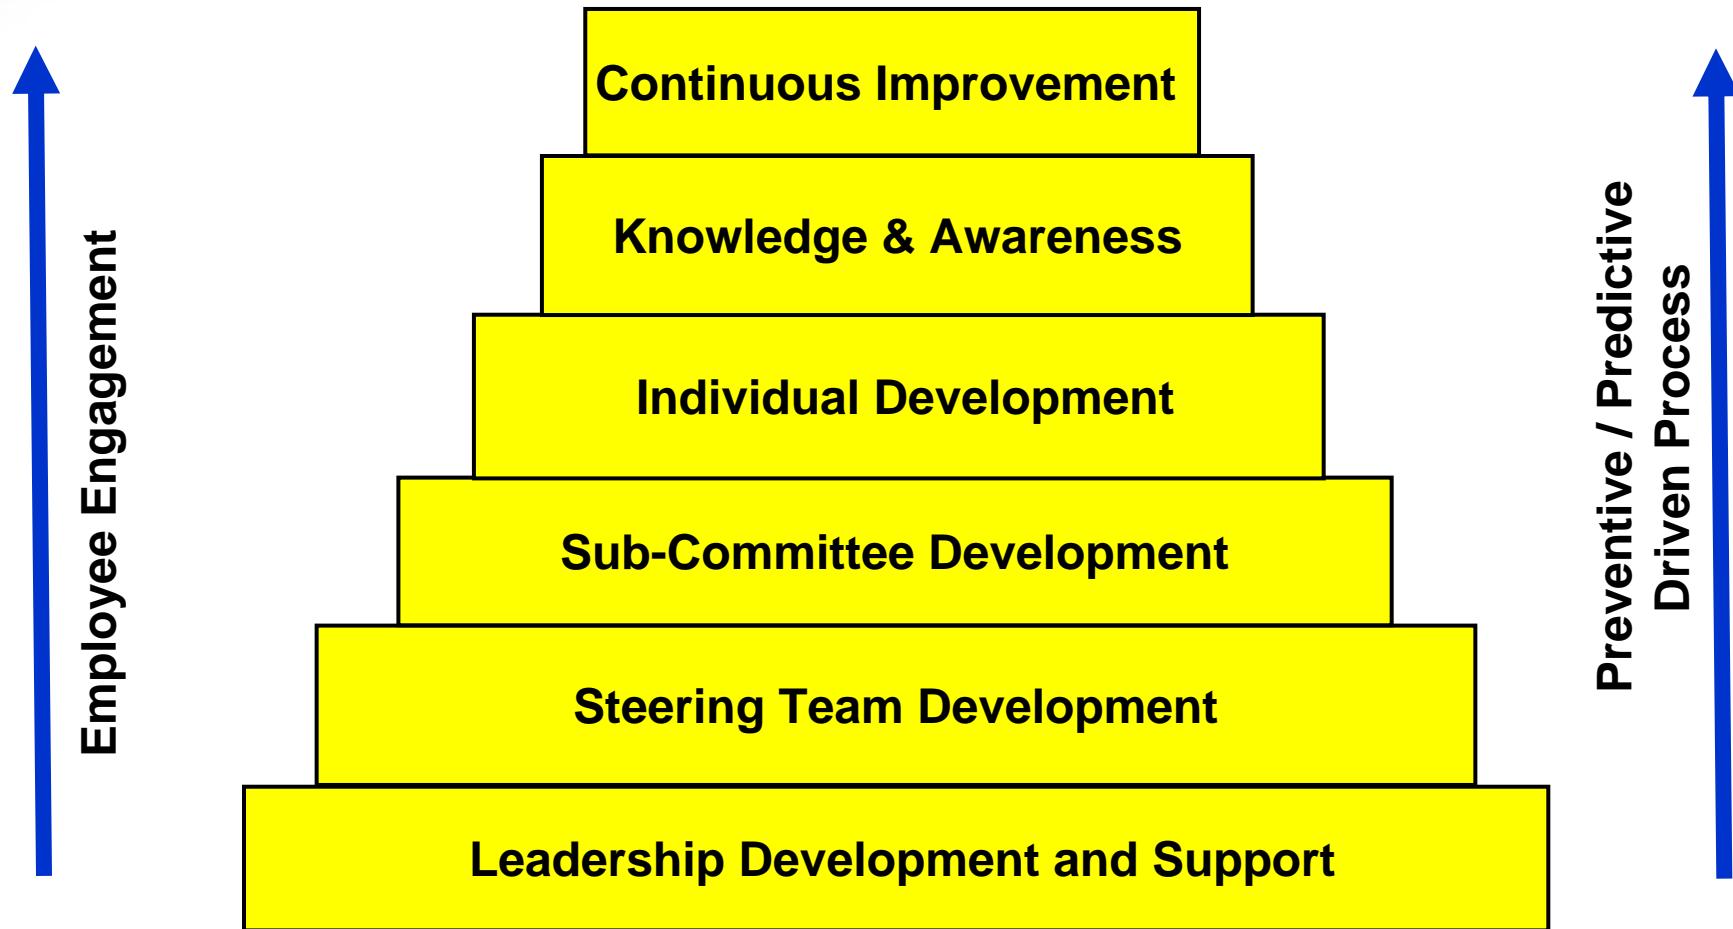 Continuous Improvement
Knowledge & Awareness
Individual Development
Sub-Committee Development
Steering Team Development
Leadership Development and Support
Employee Engagement
Preventive / Predictive
Driven Process